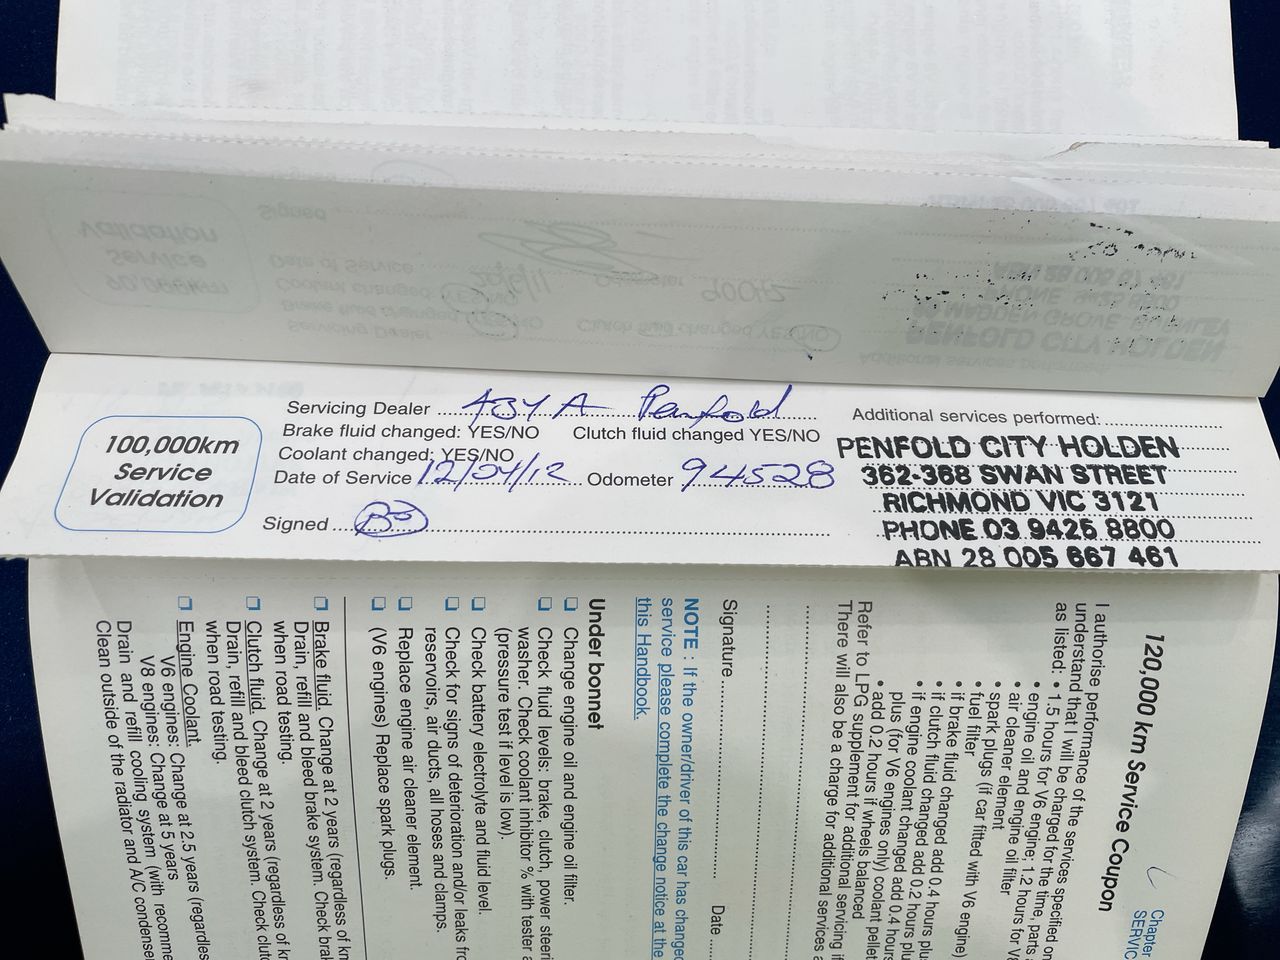 100,000km
Service
Validation
Servicing Dealer 434 A Penfold
Brake fluid changed: YES/NO Clutch fluid changed YES/NO
Coolant changed: YES/NO
Date of Service 12/04/12 Odometer 94528
Signed
Additional services performed:
PENFOLD CITY HOLDEN
362-368 SWAN STREET
RICHMOND VIC 3121
PHONE 03 9425 8800
ABN 28 005 667 461
Chapter
SERVIC
120,000 km Service Coupon
I authorise performance of the services specified on
understand that I will be charged for the time, parts
as listed: • 1.5 hours for V6 engine; 1.2 hours for V
• engine oil and engine oil filter
• air cleaner element
• spark plugs (if car fitted with V6 engine)
• fuel filter
• if brake fluid changed add 0.4 hours plu
• if clutch fluid changed add 0.2 hours plu
• if engine coolant changed add 0.4 hours
plus (for V6 engines only) coolant pellet
• add 0.2 hours if wheels balanced
Refer to LPG supplement for additional servicing if
There will also be a charge for additional services
Signature Date
NOTE : If the owner/driver of this car has changed
service please complete the change notice at the
this Handbook.
Under bonnet
❑ Change engine oil and engine oil filter.
❑ Check fluid levels: brake, clutch, power steeri
washer. Check coolant inhibitor % with tester a
(pressure test if level is low).
❑ Check battery electrolyte and fluid level.
❑ Check for signs of deterioration and/or leaks fro
reservoirs, air ducts, all hoses and clamps.
❑ Replace engine air cleaner element.
❑ (V6 engines) Replace spark plugs.
❑ Brake fluid. Change at 2 years (regardless of km
Drain, refill and bleed brake system. Check brak
when road testing.
❑ Clutch fluid. Change at 2 years (regardless of k
Drain, refill and bleed clutch system. Check clut
when road testing.
❑ Engine Coolant.
V6 engines: Change at 2.5 years (regardles
V8 engines: Change at 5 years
Drain and refill cooling system (with recomme
Clean outside of the radiator and A/C condense